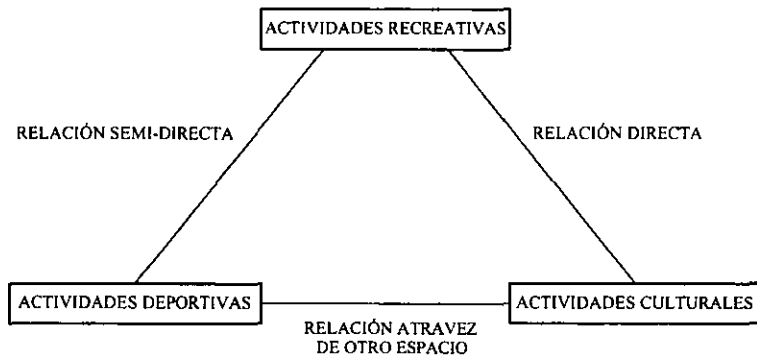 ACTIVIDADES RECREATIVAS
RELACIÓN SEMI-DIRECTA
RELACIÓN DIRECTA
ACTIVIDADES DEPORTIVAS
ACTIVIDADES CULTURALES
RELACIÓN ATRAVEZ
DE OTRO ESPACIO